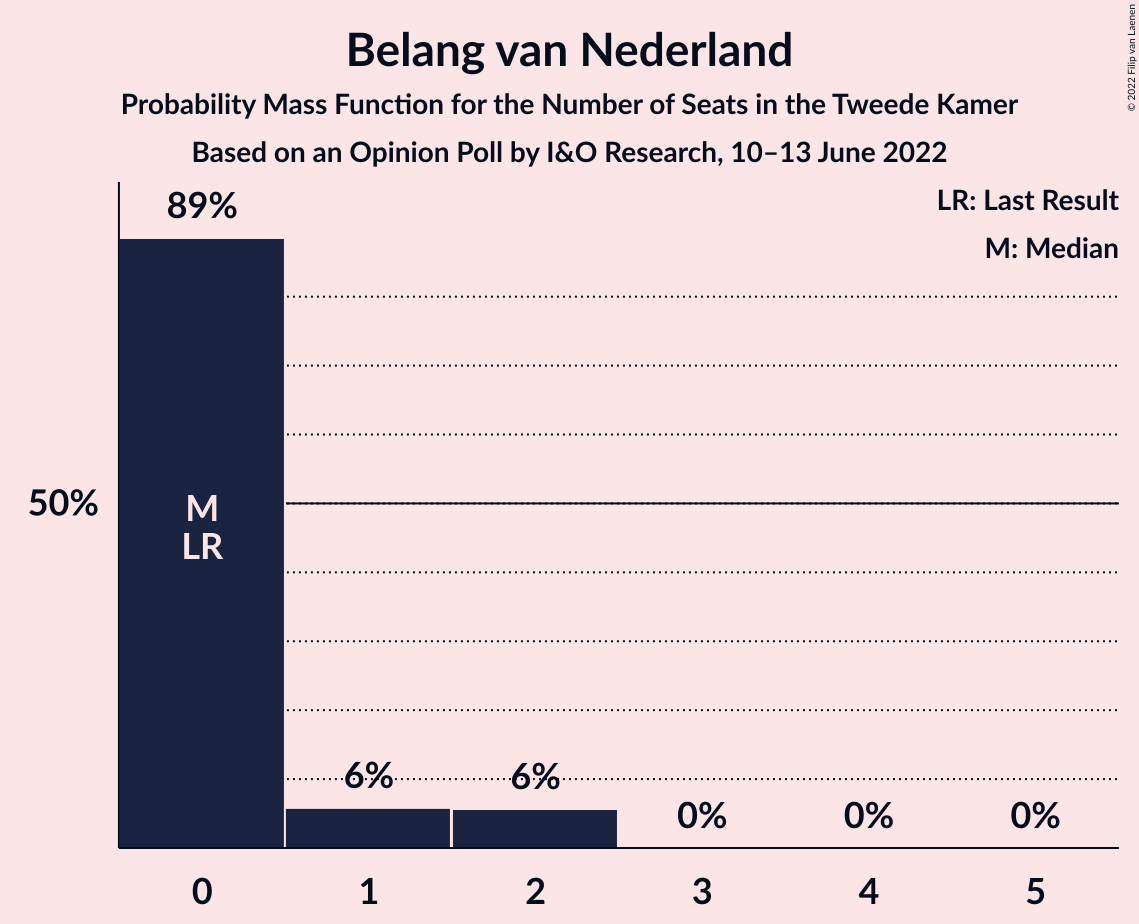 Belang van Nederland
Probability Mass Function for the Number of Seats in the Tweede Kamer
Based on an Opinion Poll by I&O Research, 10–13 June 2022
© 2022 Filip van Laenen
LR: Last Result
M: Median
89%
50%
M
LR
6%
6%
0%
0%
0%
0
1
2
3
4
5